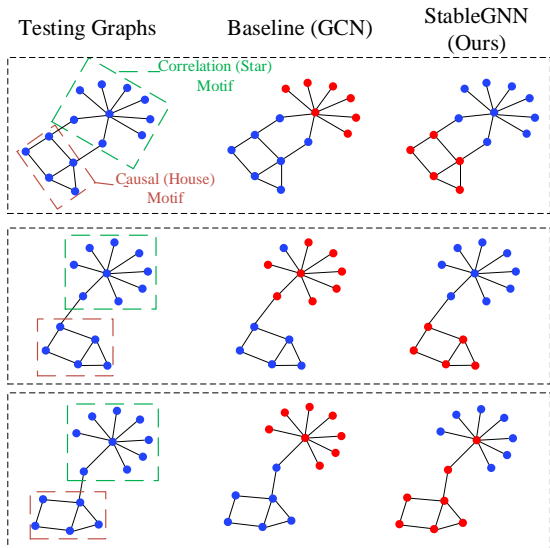 Testing Graphs
Baseline (GCN)
StableGNN
(Ours)
Correlation (Star)
Motif
Causal (House)
Motif